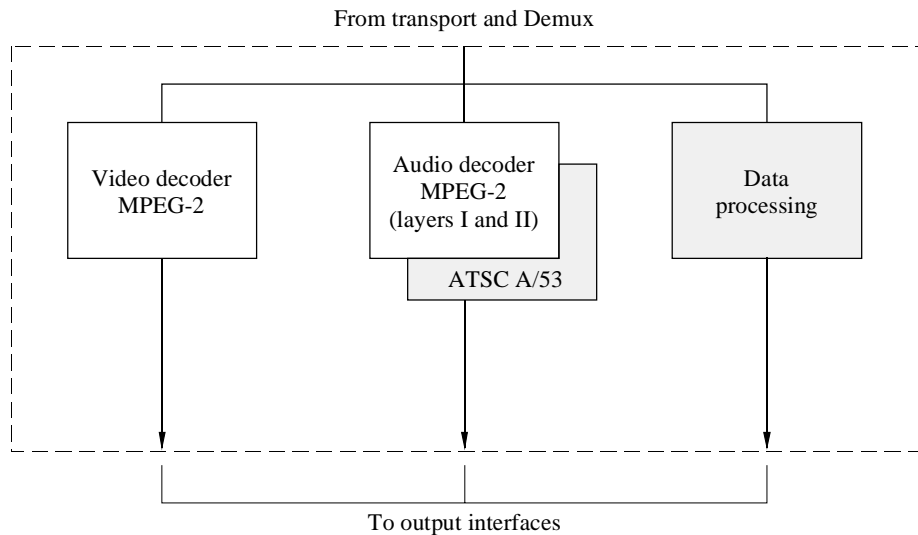 From transport and Demux
Video decoder
MPEG-2
Audio decoder
MPEG-2
(layers I and II)
ATSC A/53
Data
processing
To output interfaces